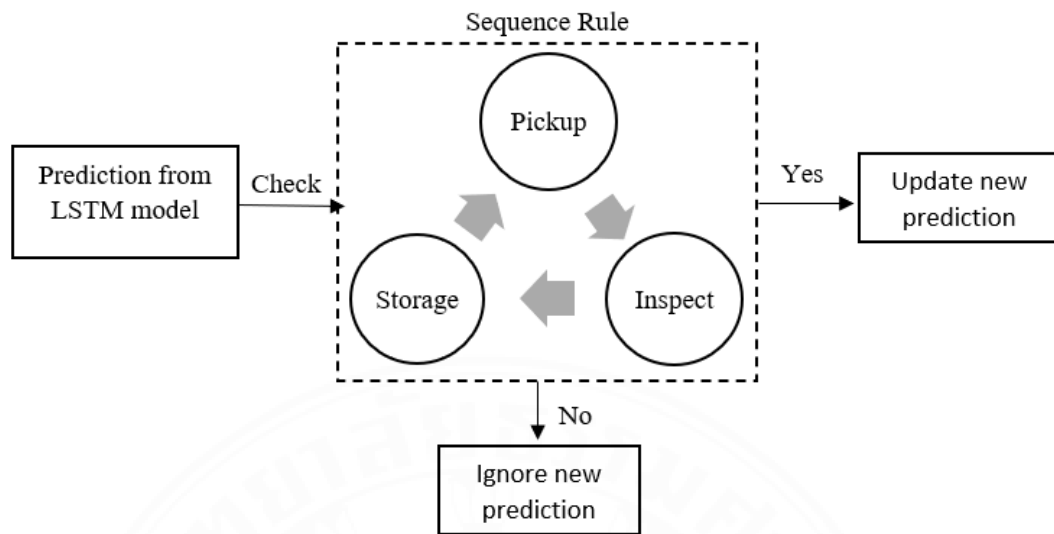 Sequence Rule
Pickup
Prediction from
LSTM model
Check
Yes
Update new
prediction
Storage
Inspect
No
Ignore new
prediction